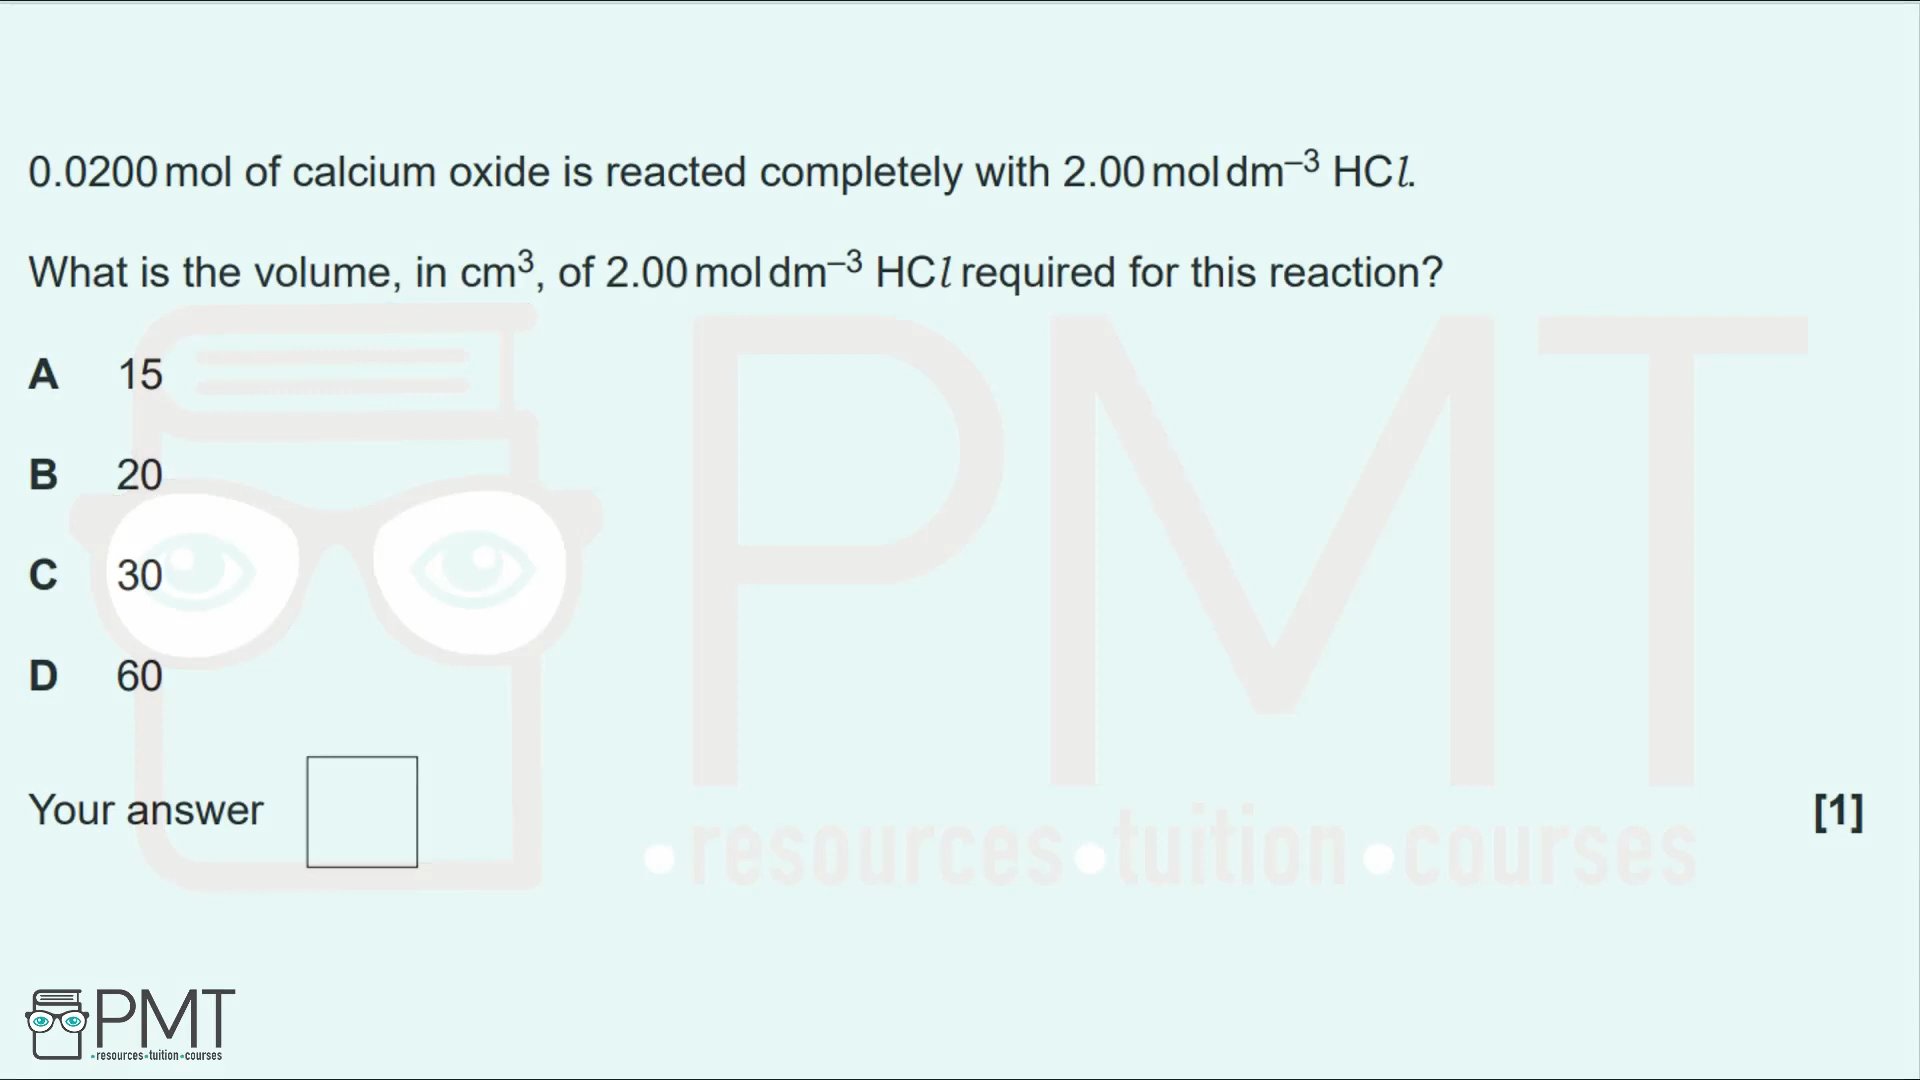 0.0200 mol of calcium oxide is reacted completely with 2.00 mol dm⁻³ HCl.
What is the volume, in cm³, of 2.00 mol dm⁻³ HCl required for this reaction?
A 15
B 20
C 30
D 60
Your answer
[1]
PMT
•resources•tuition•courses
PMT
•resources•tuition•courses